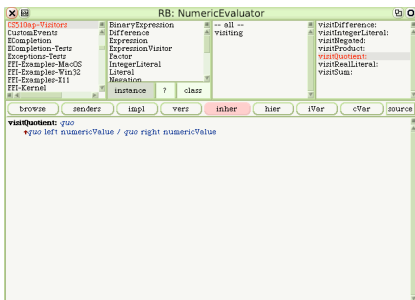 RB: NumericEvaluator
CS510ap-Visitors
CustomEvents
ECompletion
ECompletion-Tests
Exceptions-Tests
FFI-Examples-MacOS
FFI-Examples-Win32
FFI-Examples-X11
FFI-Kernel
BinaryExpression
Difference
Expression
ExpressionVisitor
Factor
IntegerLiteral
Literal
Negation
instance
?
class
-- all --
visiting
visitDifference:
visitIntegerLiteral:
visitNegated:
visitProduct:
visitQuotient:
visitRealLiteral:
visitSum:
browse senders impl vers inher hier iVar cVar source
visitQuotient: quo
↑quo left numericValue / quo right numericValue